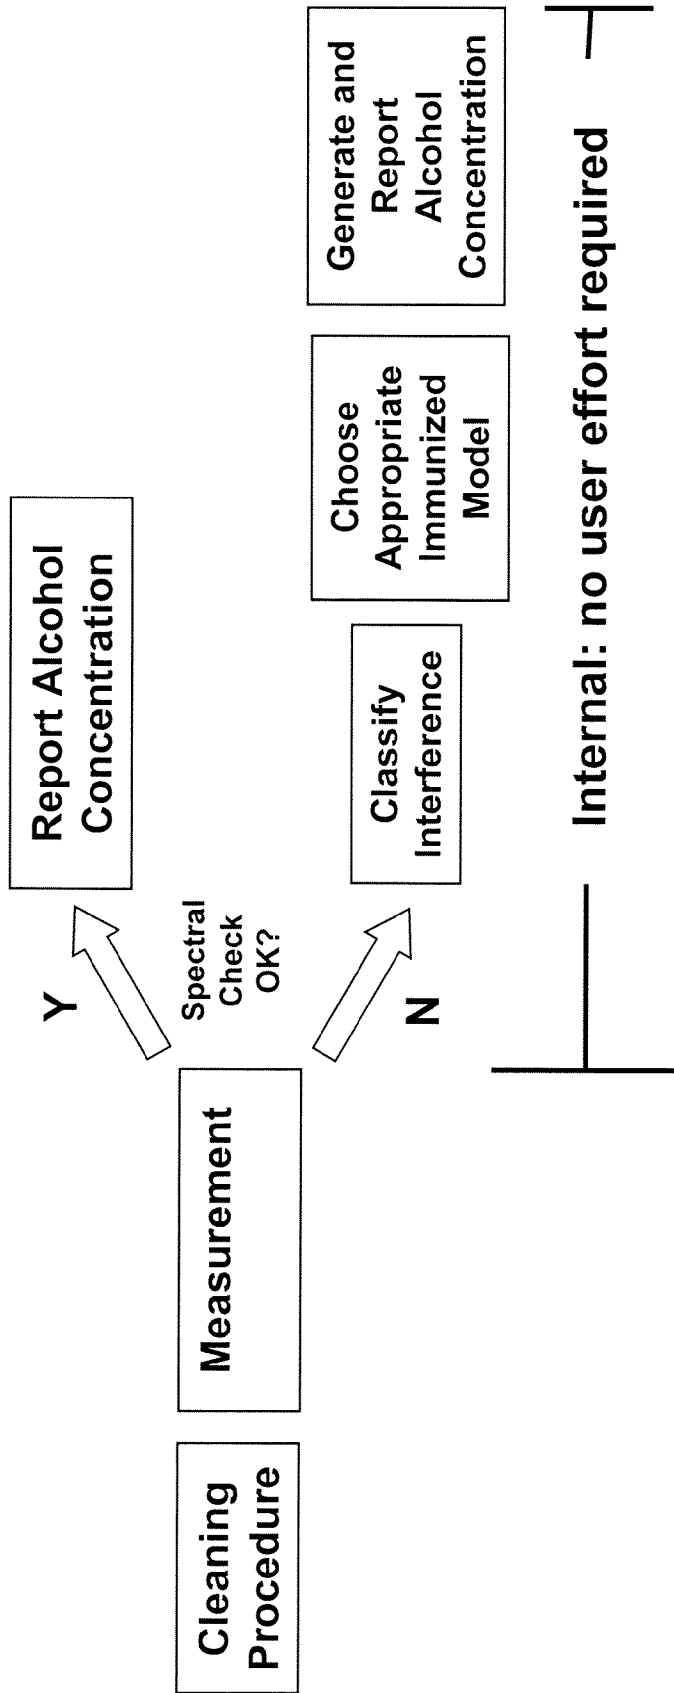 Cleaning
Procedure
Measurement
Y
Spectral
Check
OK?
N
Report Alcohol
Concentration
Classify
Interference
Choose
Appropriate
Immunized
Model
Generate and
Report
Alcohol
Concentration
Internal: no user effort required